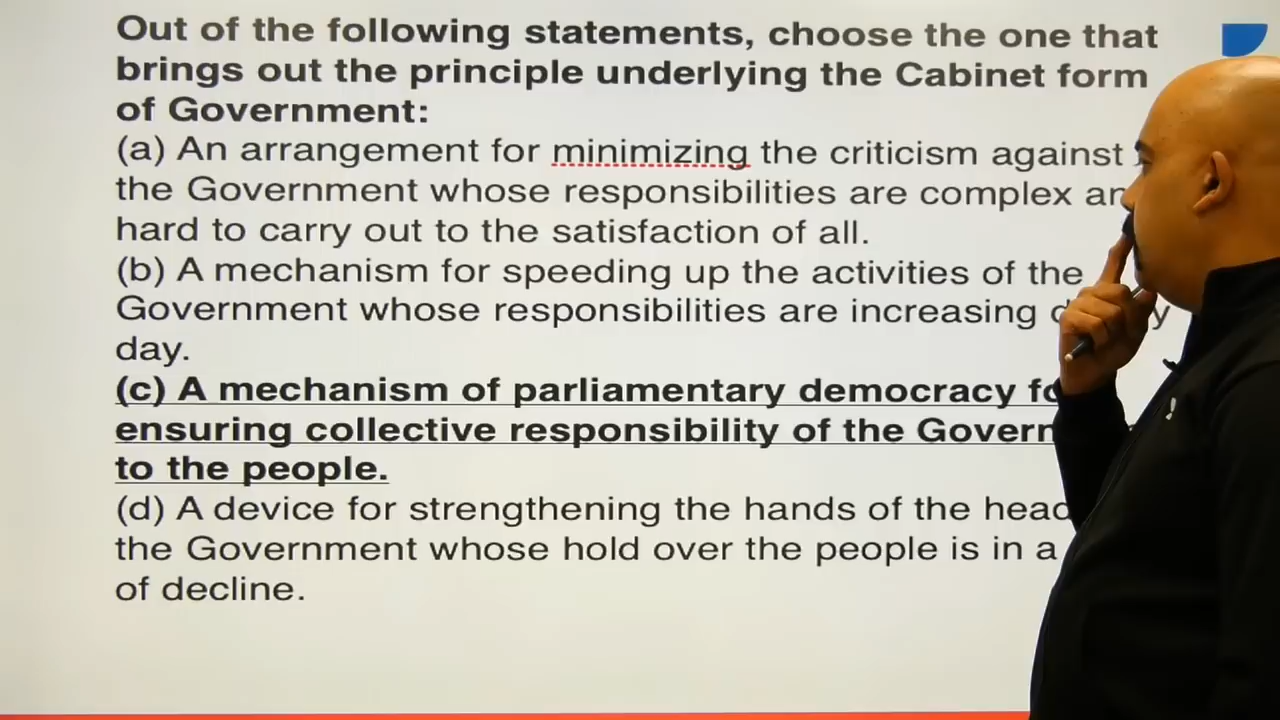 Out of the following statements, choose the one that
brings out the principle underlying the Cabinet form
of Government:
(a) An arrangement for minimizing the criticism against
the Government whose responsibilities are complex
hard to carry out to the satisfaction of all.
(b) A mechanism for speeding up the activities of the
Government whose responsibilities are increasing
day.
(c) A mechanism of parliamentary democracy
ensuring collective responsibility of the
to the people.
(d) A device for strengthening the hands of the
the Government whose hold over the people is in a
of decline.